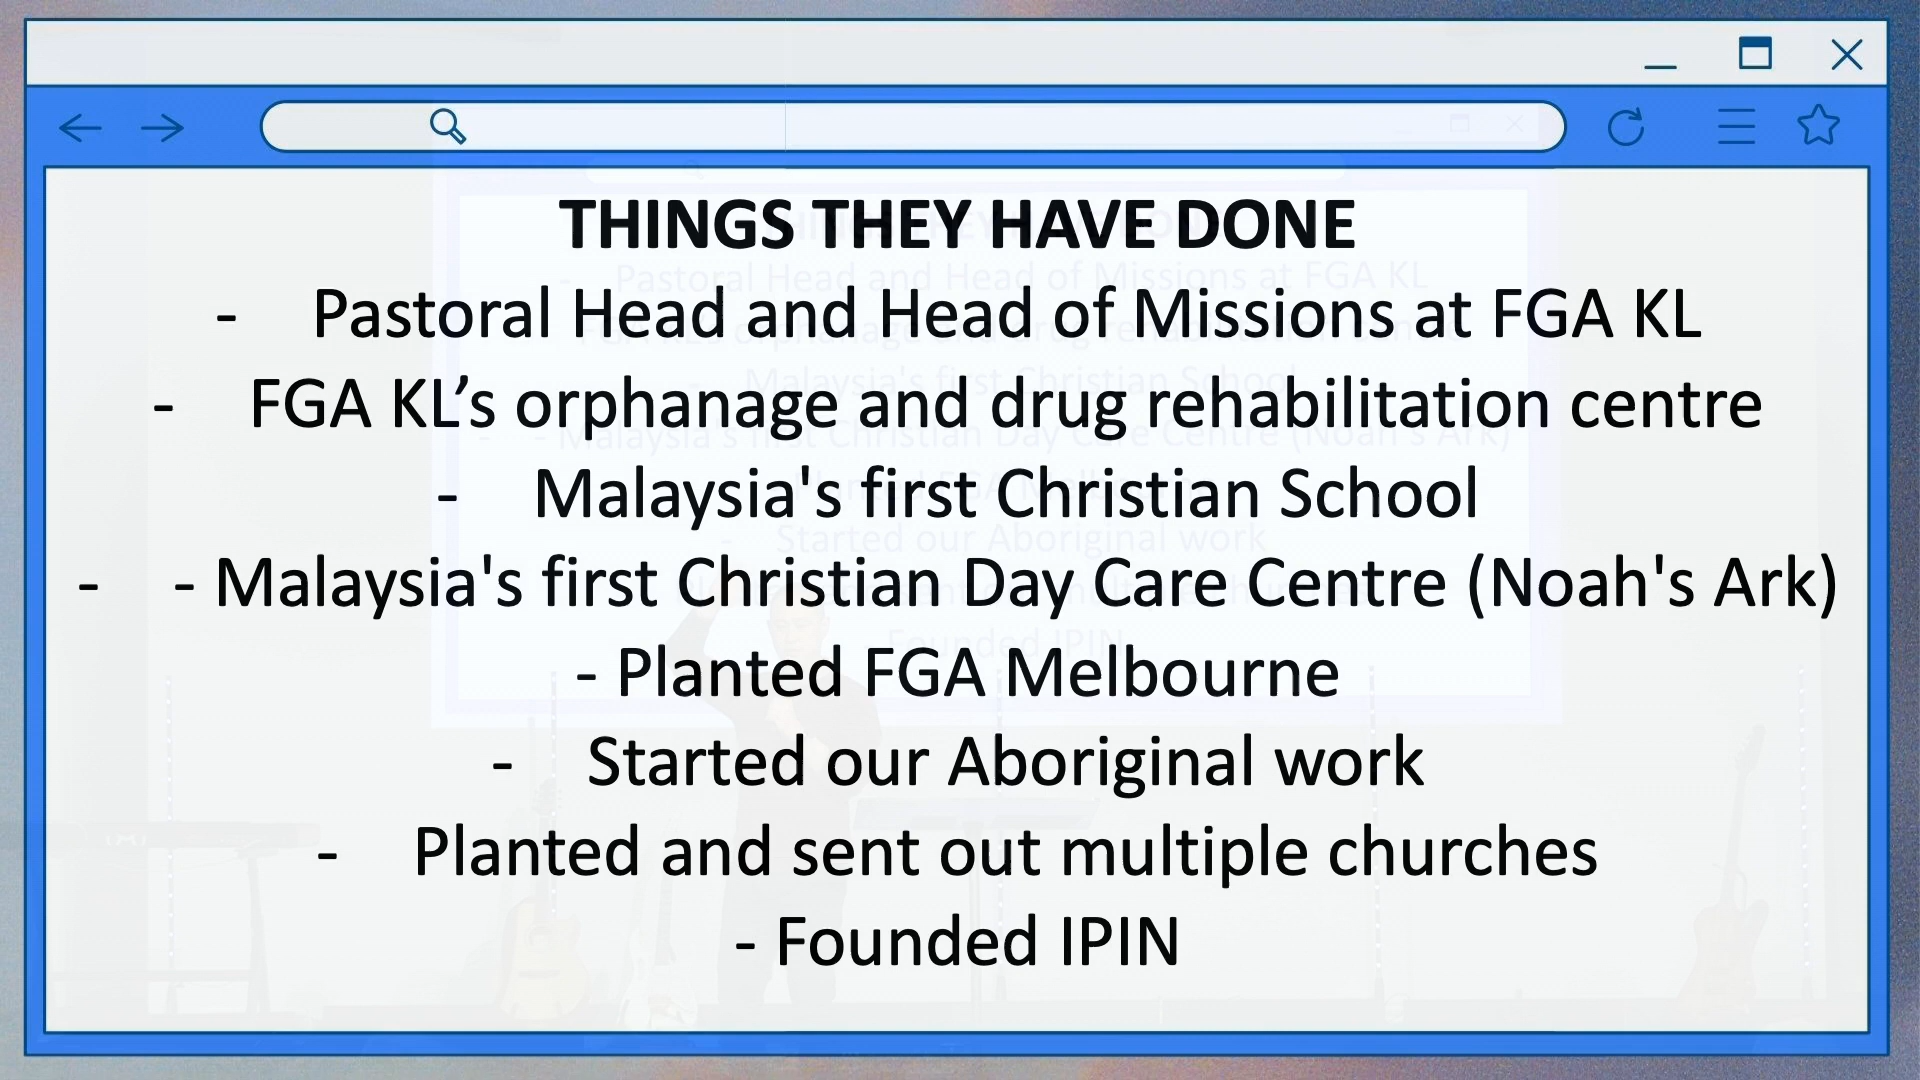 THINGS THEY HAVE DONE
- Pastoral Head and Head of Missions at FGA KL
- FGA KL’s orphanage and drug rehabilitation centre
- Malaysia's first Christian School
- - Malaysia's first Christian Day Care Centre (Noah's Ark)
- Planted FGA Melbourne
- Started our Aboriginal work
- Planted and sent out multiple churches
- Founded IPIN